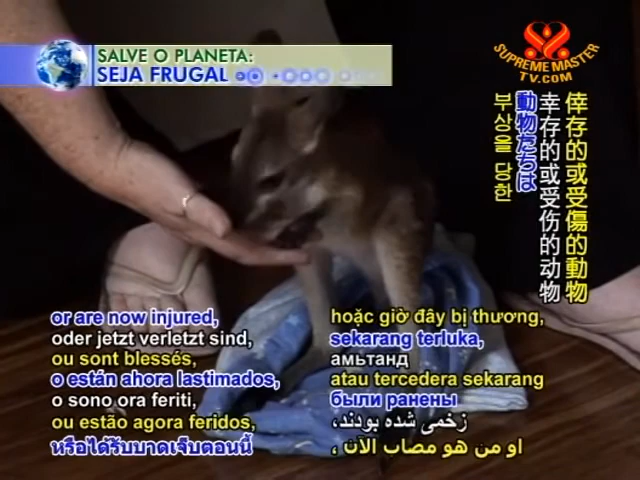 SALVE O PLANETA:
SEJA FRUGAL
SUPREME MASTER
TV.COM
倖存的或受傷的動物
幸存的或受伤的动物
動物たちは
부상을 당한
or are now injured,
oder jetzt verletzt sind,
ou sont blessés,
o están ahora lastimados,
o sono ora feriti,
ou estão agora feridos,
หรือได้รับบาดเจ็บตอนนี้
hoặc giờ đây bị thương,
sekarang terluka,
амьтанд
atau tercedera sekarang
были ранены
زخمی شده بودند،
او من هو مصاب الآن ،